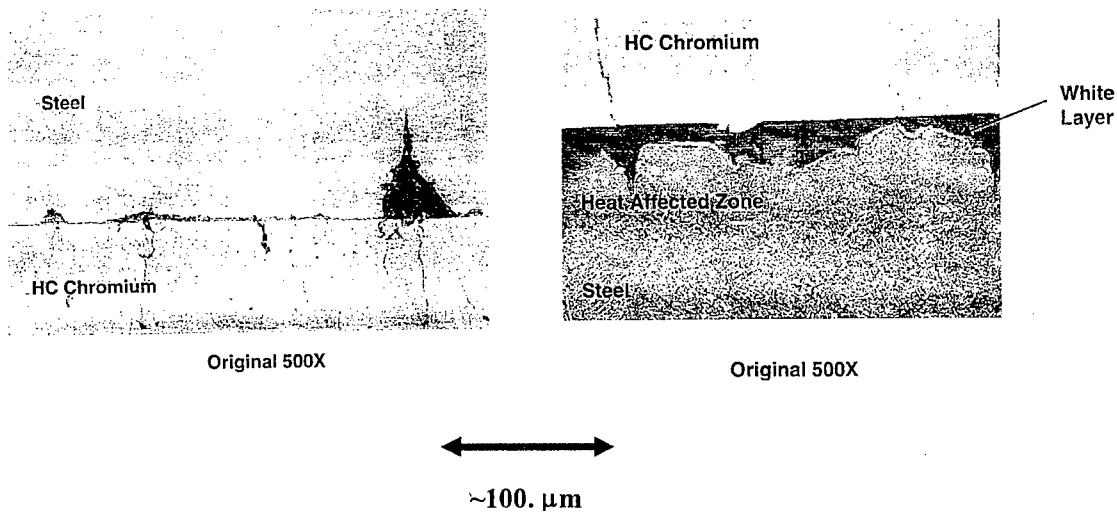 Steel
HC Chromium
Original 500X
HC Chromium
White
Layer
Heat Affected Zone
Steel
Original 500X
~100. μm